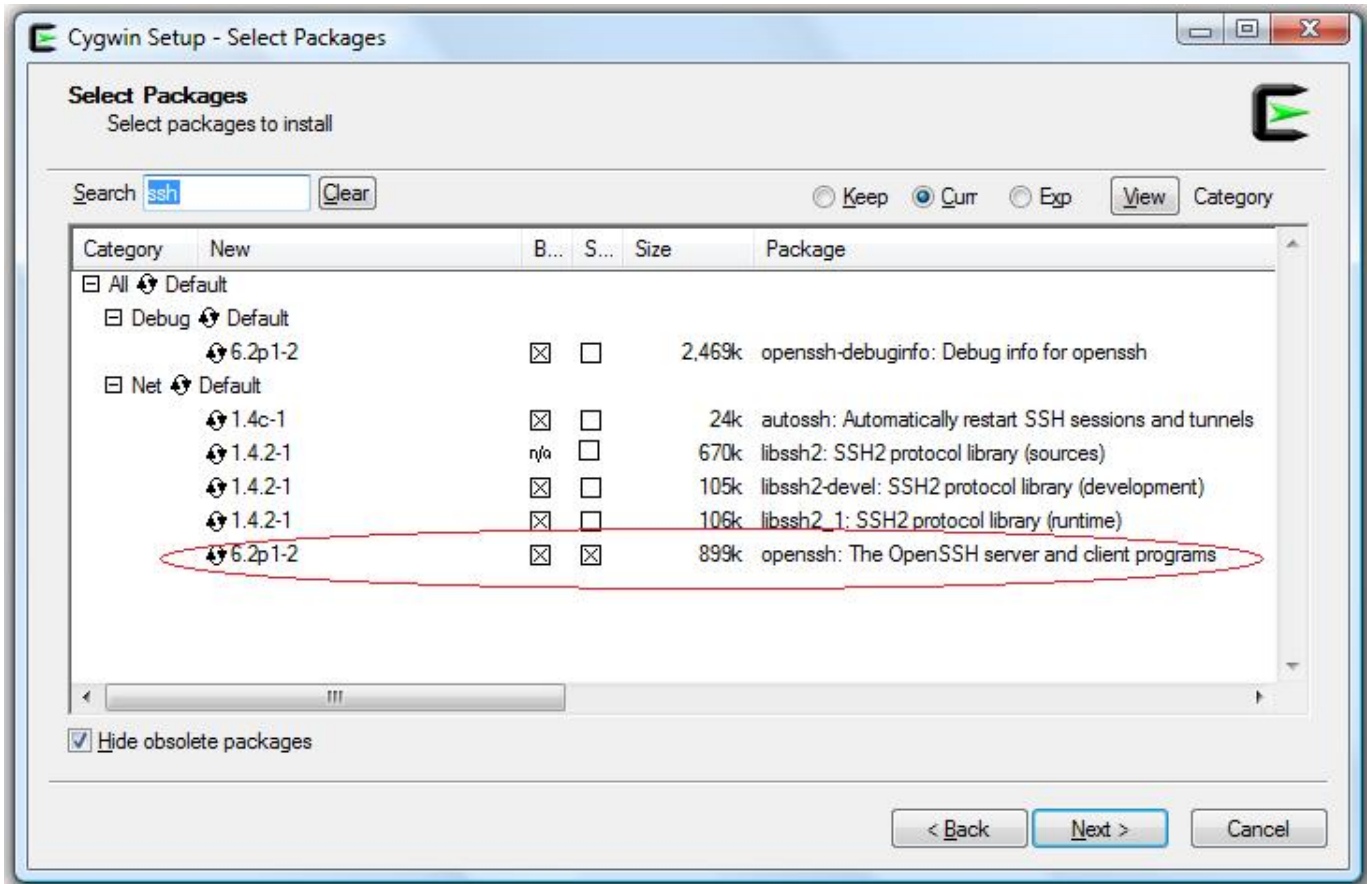 Cygwin Setup - Select Packages
Select Packages
Select packages to install
Search ssh Clear Keep Curr Exp View Category
Category New B... S... Size Package
All Default
Debug Default
6.2p1-2 2,469k openssh-debuginfo: Debug info for openssh
Net Default
1.4c-1 24k autossh: Automatically restart SSH sessions and tunnels
1.4.2-1 n/a 670k libssh2: SSH2 protocol library (sources)
1.4.2-1 105k libssh2-devel: SSH2 protocol library (development)
1.4.2-1 106k libssh2_1: SSH2 protocol library (runtime)
6.2p1-2 899k openssh: The OpenSSH server and client programs
Hide obsolete packages
< Back Next > Cancel